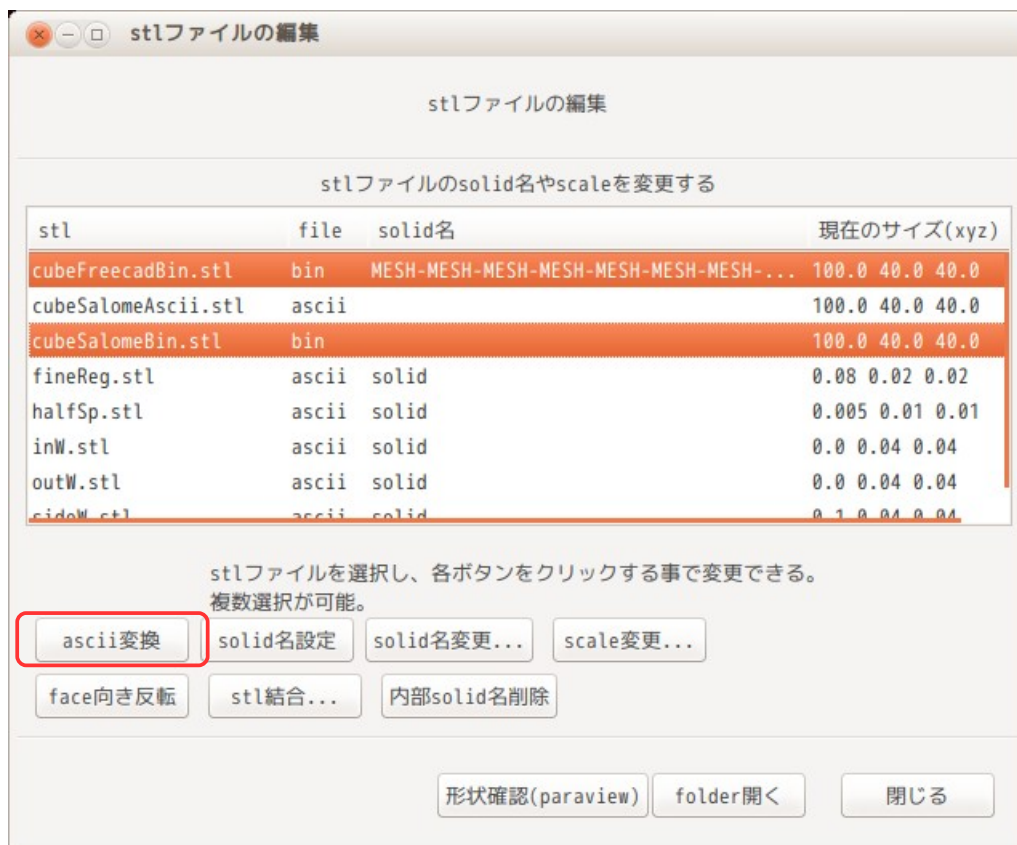 stlファイルの編集
stlファイルの編集
stlファイルのsolid名やscaleを変更する
stl file solid名 現在のサイズ(xyz)
cubeFreecadBin.stl bin MESH-MESH-MESH-MESH-MESH-MESH-MESH-... 100.0 40.0 40.0
cubeSalomeAscii.stl ascii 100.0 40.0 40.0
cubeSalomeBin.stl bin 100.0 40.0 40.0
fineReg.stl ascii solid 0.08 0.02 0.02
halfSp.stl ascii solid 0.005 0.01 0.01
inW.stl ascii solid 0.0 0.04 0.04
outW.stl ascii solid 0.0 0.04 0.04
sideW.stl ascii solid 0.1 0.04 0.04
stlファイルを選択し、各ボタンをクリックする事で変更できる。
複数選択が可能。
ascii変換 solid名設定 solid名変更... scale変更...
face向き反転 stl結合... 内部solid名削除
形状確認(paraview) folder開く 閉じる